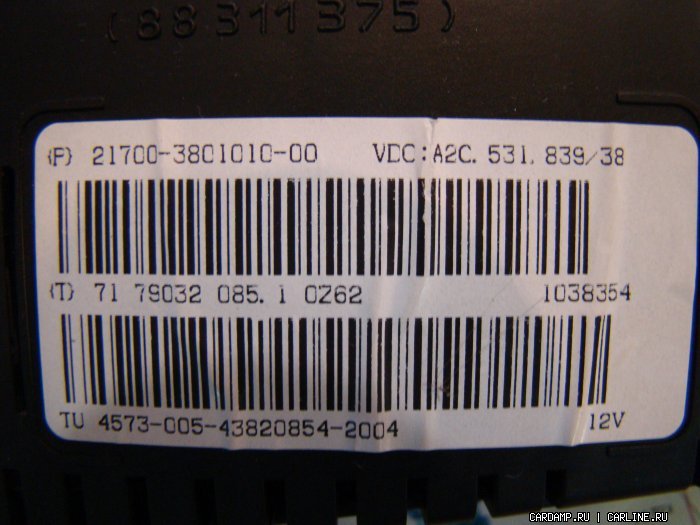 (88311375)
(P) 21700-3801010-00 VDC:A2C. 531. 839/38
(T) 71 79032 085. 1 0Z62 1038354
TU 4573-005-43820854-2004 12V
CARDAMP.RU | CARLINE.RU